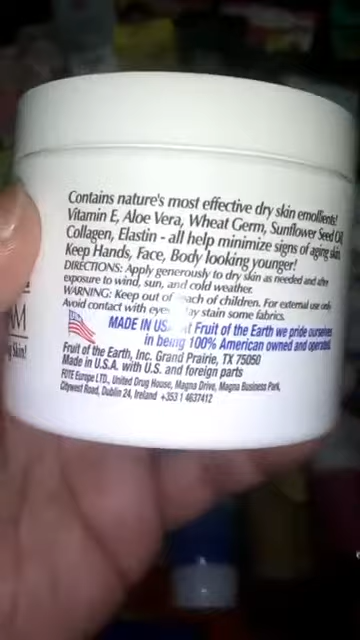 Contains nature's most effective dry skin emollients!
Vitamin E, Aloe Vera, Wheat Germ, Sunflower Seed Oil,
Collagen, Elastin - all help minimize signs of aging skin.
Keep Hands, Face, Body looking younger!
DIRECTIONS: Apply generously to dry skin as needed and after
exposure to wind, sun, and cold weather.
WARNING: Keep out of each of children. For external use only.
Avoid contact with eyes. ay stain some fabrics.
MADE IN US at Fruit of the Earth we pride ourselves
in being 100% American owned and operated.
Fruit of the Earth, Inc. Grand Prairie, TX 75050
Made in U.S.A. with U.S. and foreign parts
FOTE Europe LTD., United Drug House, Magna Drive, Magna Business Park,
Citywest Road, Dublin 24, Ireland +353 1 4637412
AM
Skin!